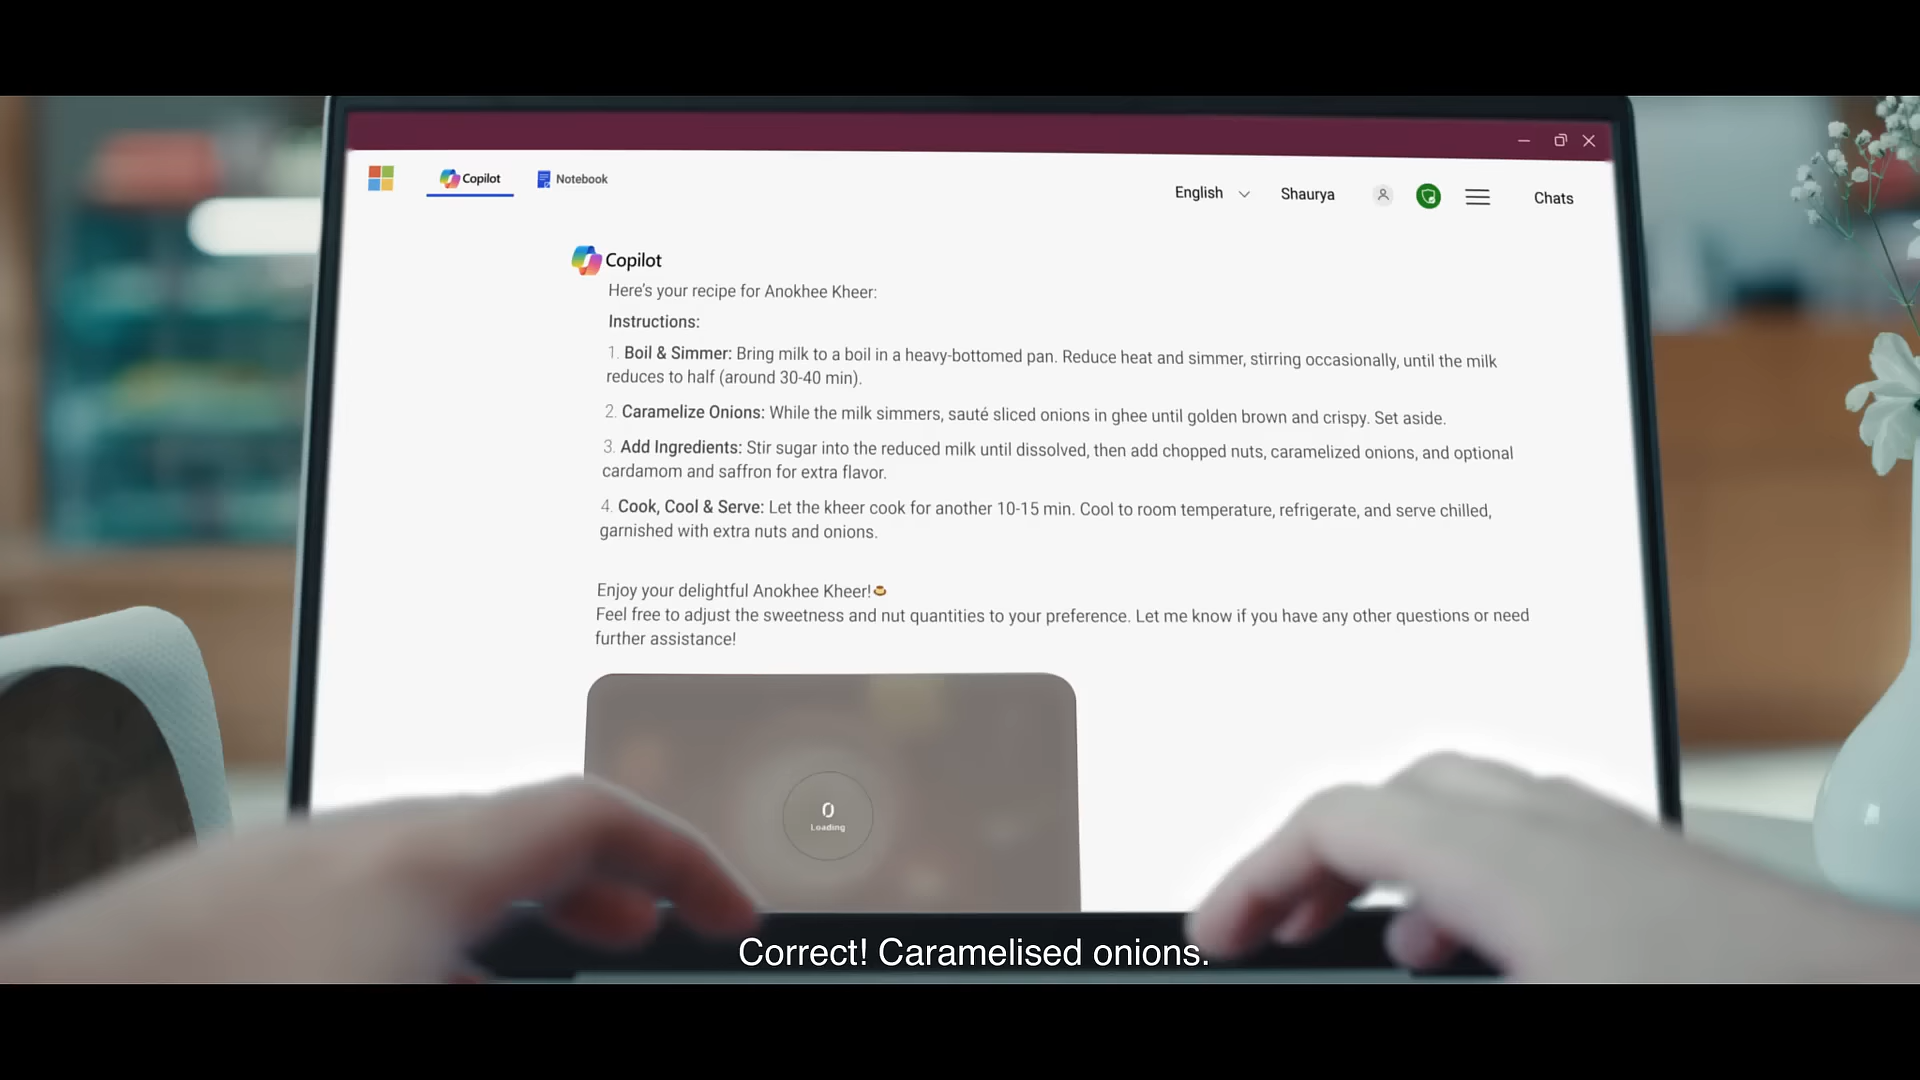 Copilot
Notebook
English
Shaurya
Chats
Copilot
Here's your recipe for Anokhee Kheer:
Instructions:
1. Boil & Simmer: Bring milk to a boil in a heavy-bottomed pan. Reduce heat and simmer, stirring occasionally, until the milk
reduces to half (around 30-40 min).
2. Caramelize Onions: While the milk simmers, sauté sliced onions in ghee until golden brown and crispy. Set aside.
3. Add Ingredients: Stir sugar into the reduced milk until dissolved, then add chopped nuts, caramelized onions, and optional
cardamom and saffron for extra flavor.
4. Cook, Cool & Serve: Let the kheer cook for another 10-15 min. Cool to room temperature, refrigerate, and serve chilled,
garnished with extra nuts and onions.
Enjoy your delightful Anokhee Kheer!🍮
Feel free to adjust the sweetness and nut quantities to your preference. Let me know if you have any other questions or need
further assistance!
0
Loading
Correct! Caramelised onions.